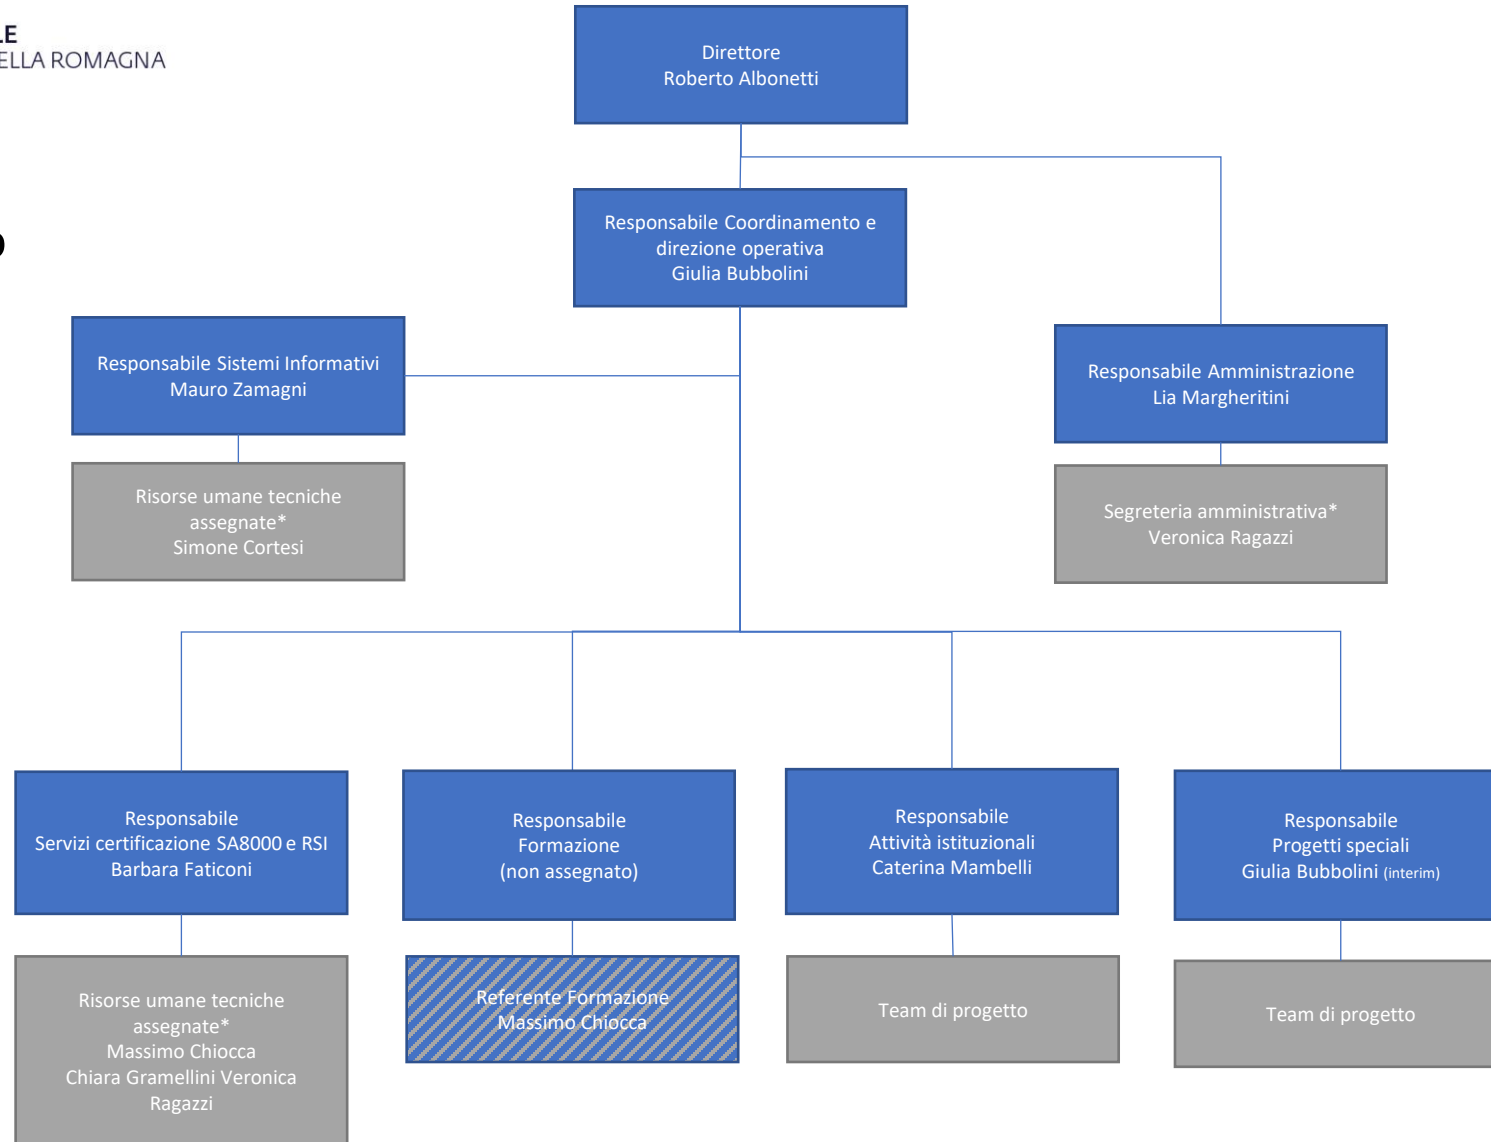 ELLA ROMAGNA
Direttore
Roberto Albonetti
Responsabile Coordinamento e
direzione operativa
Giulia Bubbolini
Responsabile Sistemi Informativi
Mauro Zamagni
Responsabile Amministrazione
Lia Margheritini
Risorse umane tecniche
assegnate*
Simone Cortesi
Segreteria amministrativa*
Veronica Ragazzi
Responsabile
Servizi certificazione SA8000 e RSI
Barbara Faticoni
Responsabile
Formazione
(non assegnato)
Responsabile
Attività istituzionali
Caterina Mambelli
Responsabile
Progetti speciali
Giulia Bubbolini (interim)
Risorse umane tecniche
assegnate*
Massimo Chiocca
Chiara Gramellini Veronica
Ragazzi
Referente Formazione
Massimo Chiocca
Team di progetto
Team di progetto